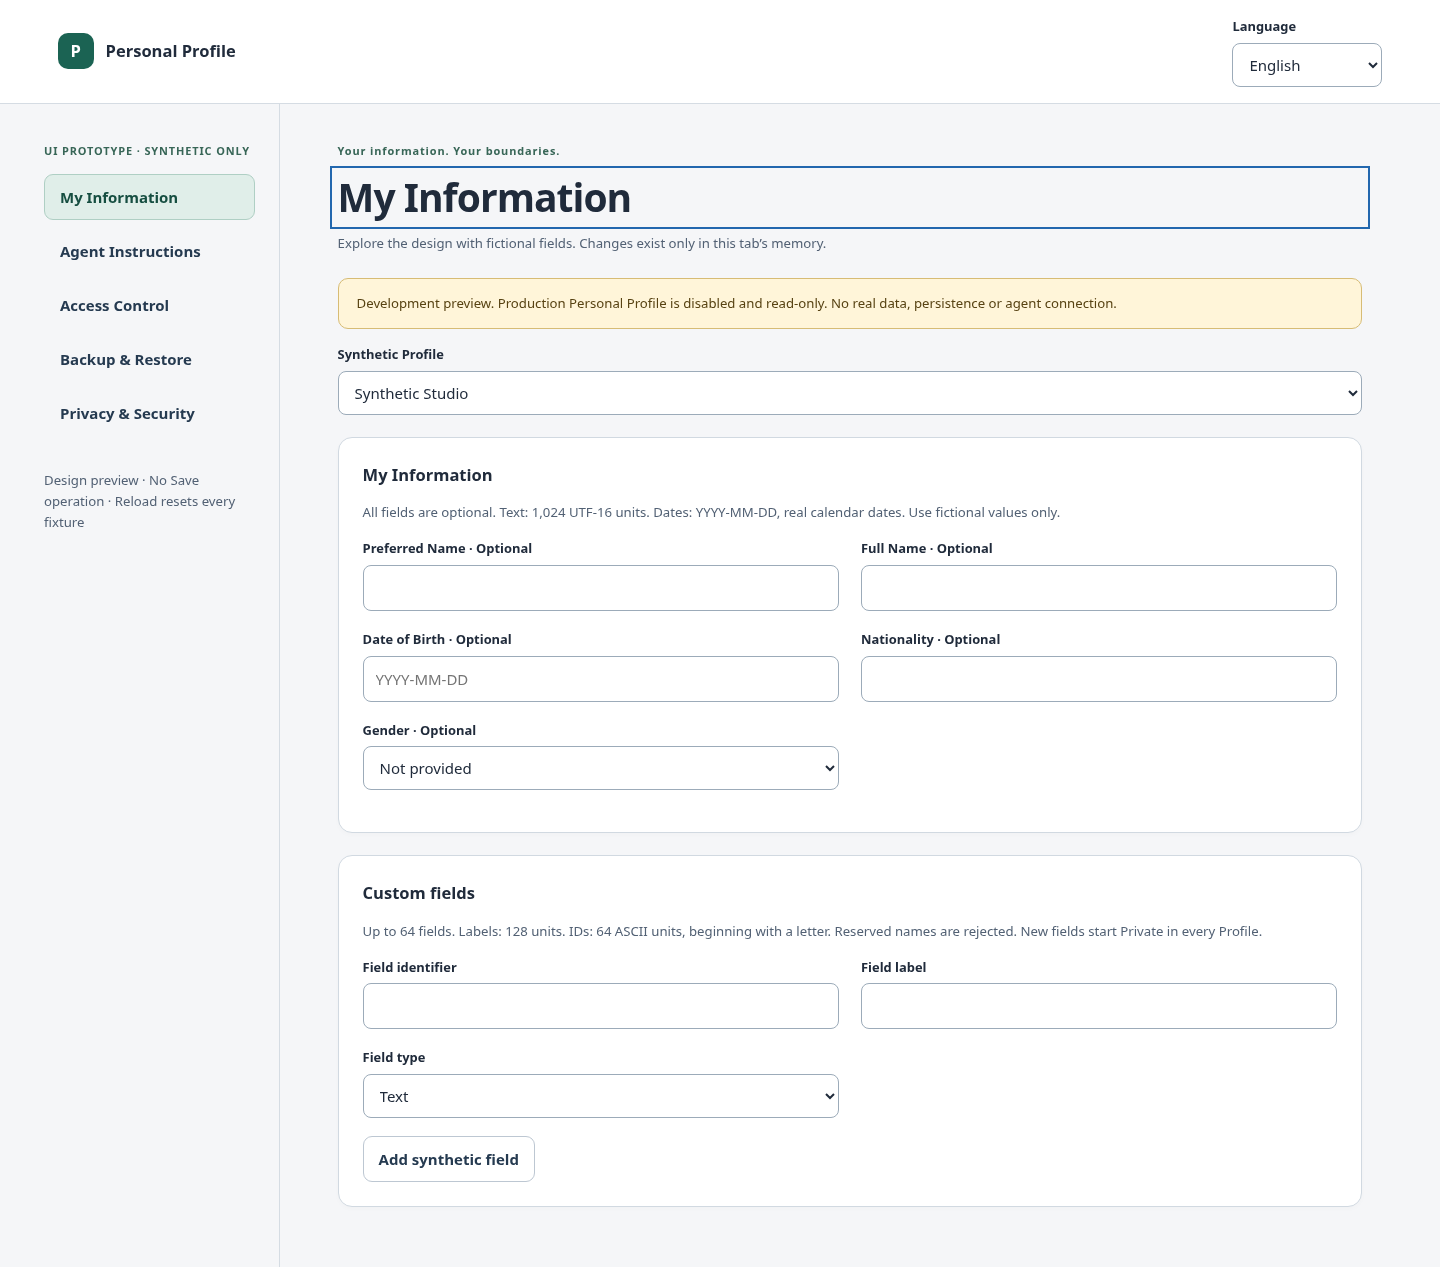 P
Personal Profile
Language
English
UI PROTOTYPE · SYNTHETIC ONLY
My Information
Agent Instructions
Access Control
Backup & Restore
Privacy & Security
Design preview · No Save
operation · Reload resets every
fixture
Your information. Your boundaries.
My Information
Explore the design with fictional fields. Changes exist only in this tab’s memory.
Development preview. Production Personal Profile is disabled and read-only. No real data, persistence or agent connection.
Synthetic Profile
Synthetic Studio
My Information
All fields are optional. Text: 1,024 UTF-16 units. Dates: YYYY-MM-DD, real calendar dates. Use fictional values only.
Preferred Name · Optional
Full Name · Optional
Date of Birth · Optional
Nationality · Optional
YYYY-MM-DD
Gender · Optional
Not provided
Custom fields
Up to 64 fields. Labels: 128 units. IDs: 64 ASCII units, beginning with a letter. Reserved names are rejected. New fields start Private in every Profile.
Field identifier
Field label
Field type
Text
Add synthetic field